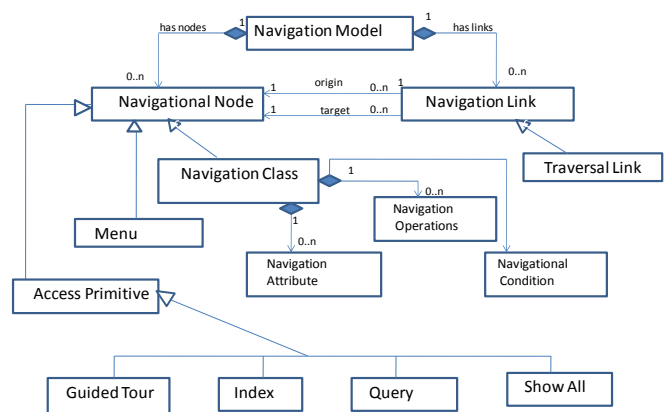 1 Navigation Model 1
has nodes has links
0..n 0..n
Navigational Node 1 origin 0..n 1 Navigation Link
1 target 0..n
Navigation Class
1
Traversal Link
0..n
Menu
1
Navigation
Operations
0..n
Navigation
Attribute
Navigational
Condition
Access Primitive
Guided Tour Index Query Show All